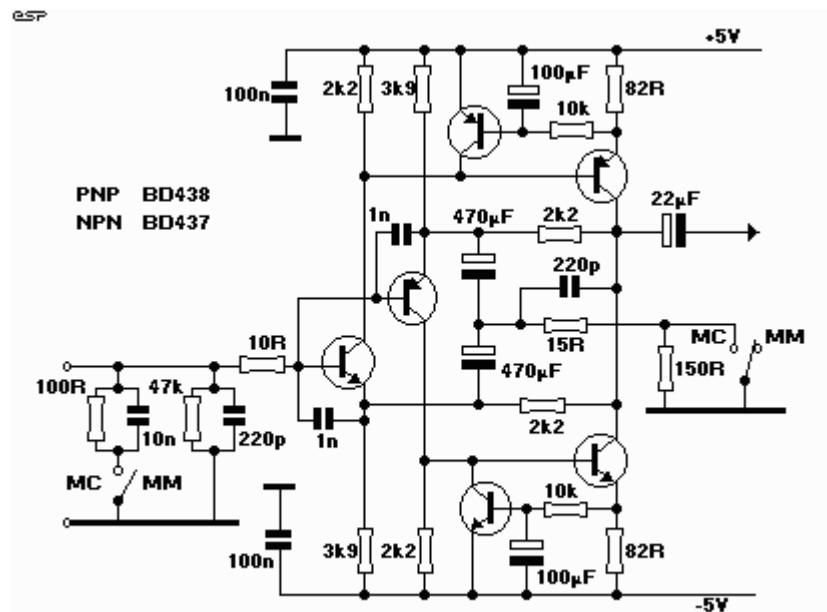 esp
+5V
100µF
100n
2k2
3k9
10k
82R
PNP BD438
NPN BD437
1n
470µF
2k2
22µF
220p
10R
15R
MC
MM
150R
100R
47k
10n
220p
1n
470µF
2k2
MC
MM
10k
100n
3k9
2k2
100µF
82R
-5V